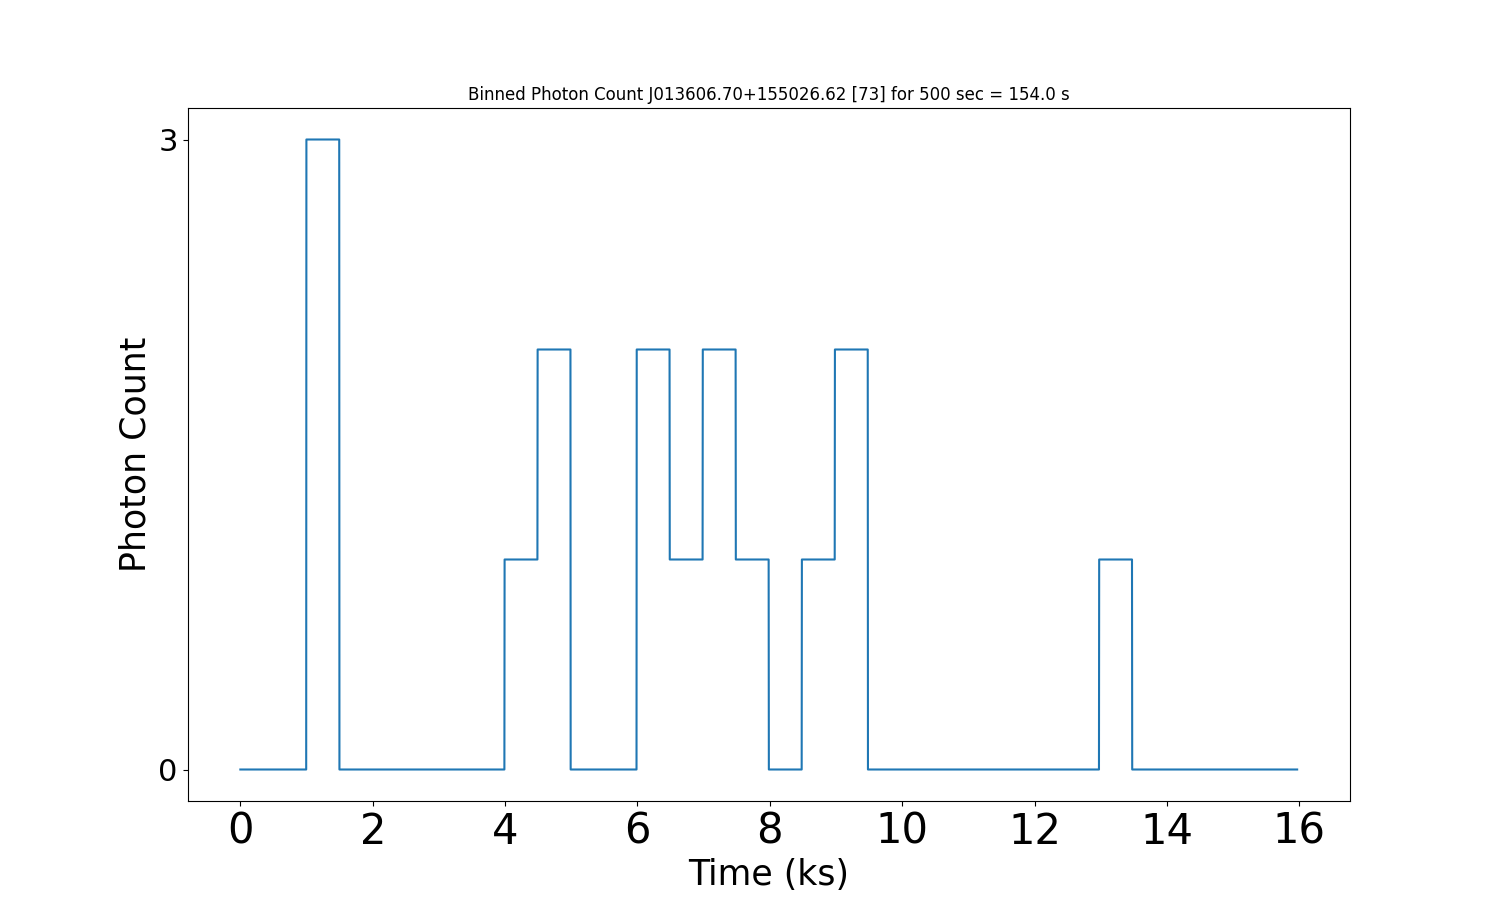 Binned Photon Count J013606.70+155026.62 [73] for 500 sec = 154.0 s
3
0
Photon Count
0 2 4 6 8 10 12 14 16
Time (ks)